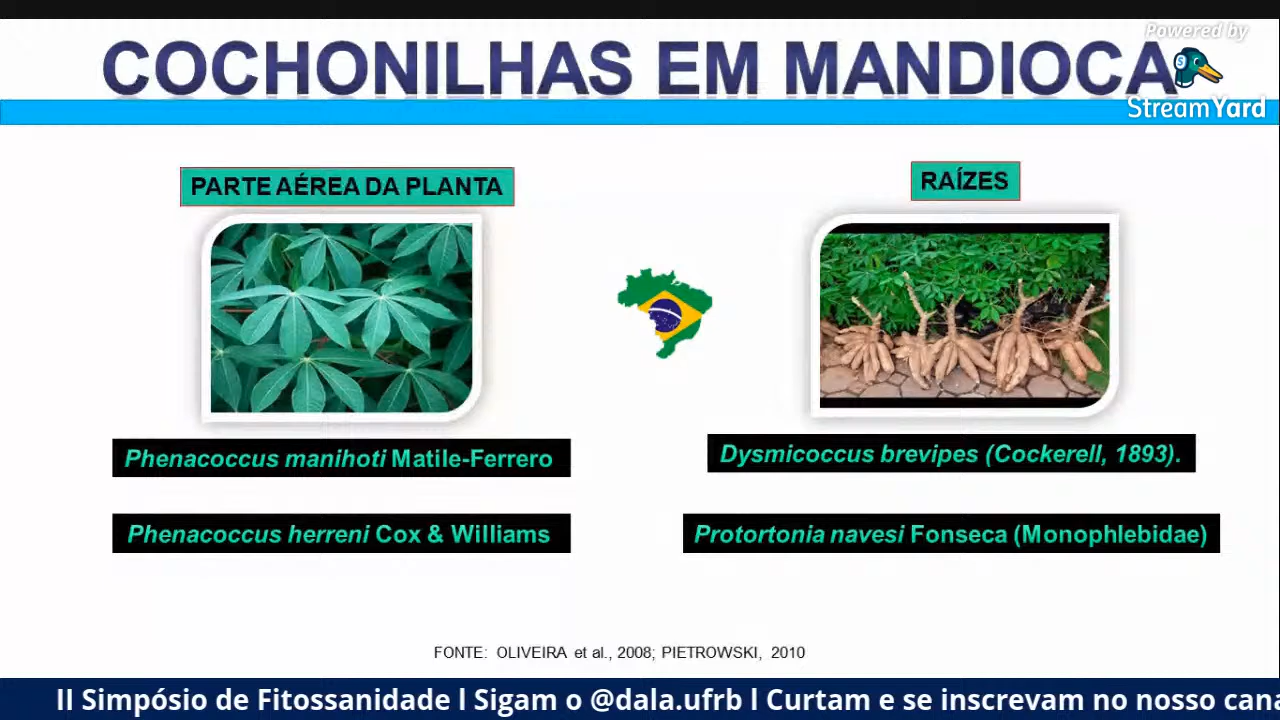 COCHONILHAS EM MANDIOCA
Powered by
StreamYard
PARTE AÉREA DA PLANTA
RAÍZES
Phenacoccus manihoti Matile-Ferrero
Dysmicoccus brevipes (Cockerell, 1893).
Phenacoccus herreni Cox & Williams
Protortonia navesi Fonseca (Monophlebidae)
FONTE: OLIVEIRA et al., 2008; PIETROWSKI, 2010
II Simpósio de Fitossanidade l Sigam o @dala.ufrb l Curtam e se inscrevam no nosso cana